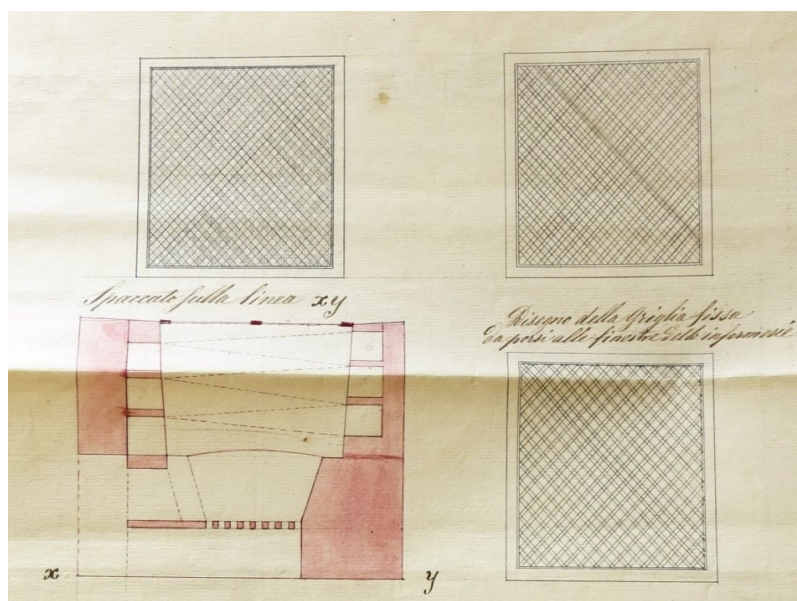 Spaccato sulla linea xy
Disegno della Griglia fissa
da porsi alle finestre delle infermerie
x
y